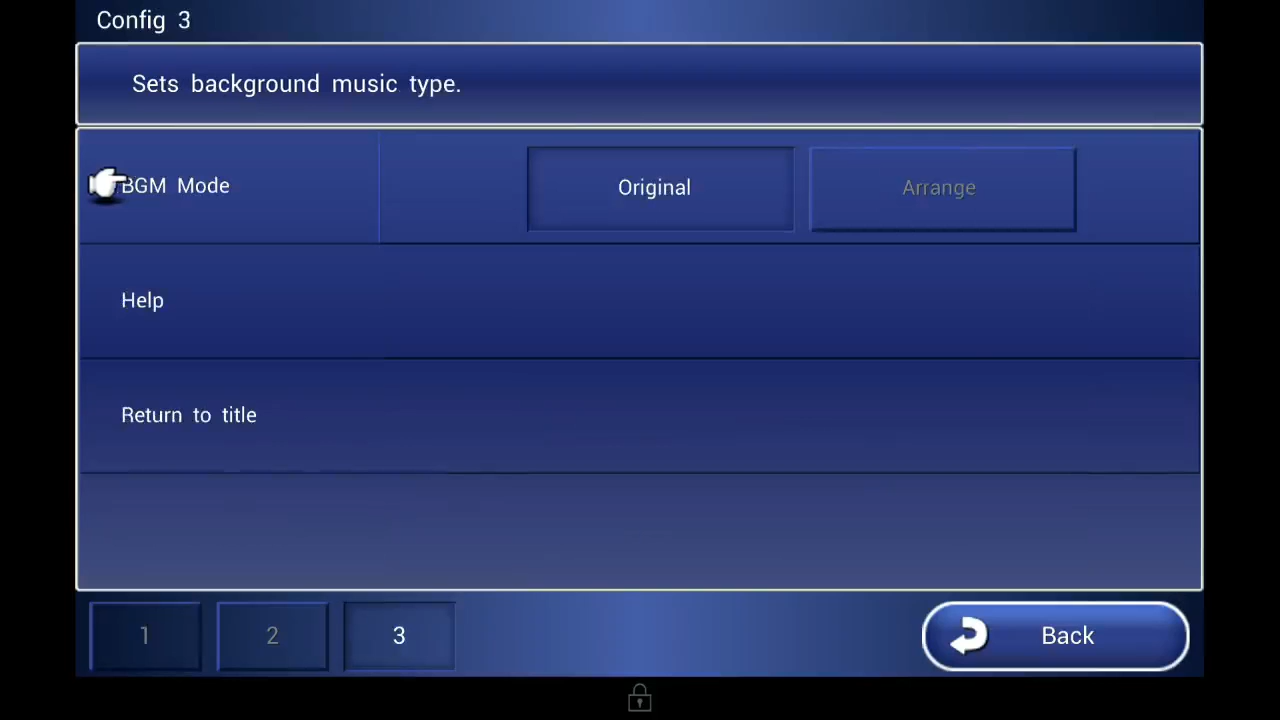 Config 3
Sets background music type.
BGM Mode
Original
Arrange
Help
Return to title
1
2
3
Back